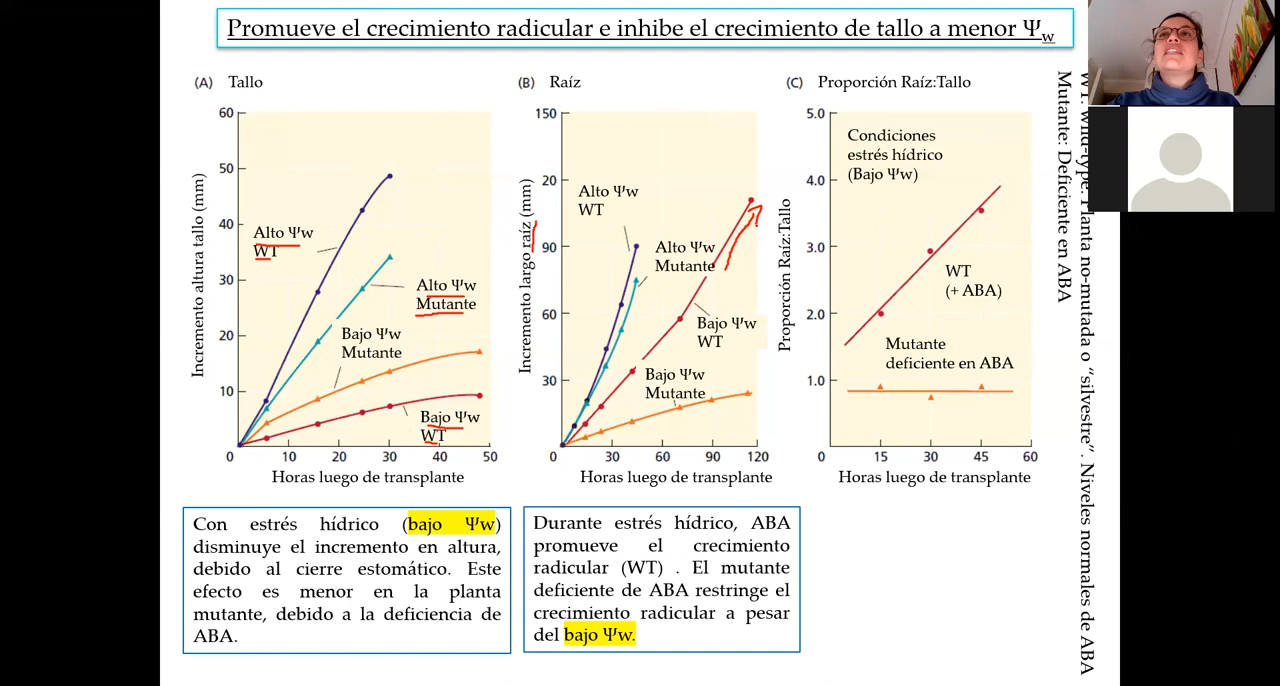 Promueve el crecimiento radicular e inhibe el crecimiento de tallo a menor Ψw
(A) Tallo
60
50
40
30
20
10
0
10
20
30
40
50
Incremento altura tallo (mm)
Horas luego de transplante
Alto Ψw
WT
Alto Ψw
Mutante
Bajo Ψw
Mutante
Bajo Ψw
WT
(B) Raíz
150
20
90
60
30
0
30
60
90
120
Incremento largo raíz (mm)
Horas luego de transplante
Alto Ψw
WT
Alto Ψw
Mutante
Bajo Ψw
WT
Bajo Ψw
Mutante
(C) Proporción Raíz:Tallo
5.0
4.0
3.0
2.0
1.0
0
15
30
45
60
Proporción Raíz:Tallo
Horas luego de transplante
Condiciones
estrés hídrico
(Bajo Ψw)
WT
(+ ABA)
Mutante
deficiente en ABA
WT: wild-type. Planta no-mutada o “silvestre”. Niveles normales de ABA
Mutante: Deficiente en ABA
Con estrés hídrico (bajo Ψw)
disminuye el incremento en altura,
debido al cierre estomático. Este
efecto es menor en la planta
mutante, debido a la deficiencia de
ABA.
Durante estrés hídrico, ABA
promueve el crecimiento
radicular (WT) . El mutante
deficiente de ABA restringe el
crecimiento radicular a pesar
del bajo Ψw.